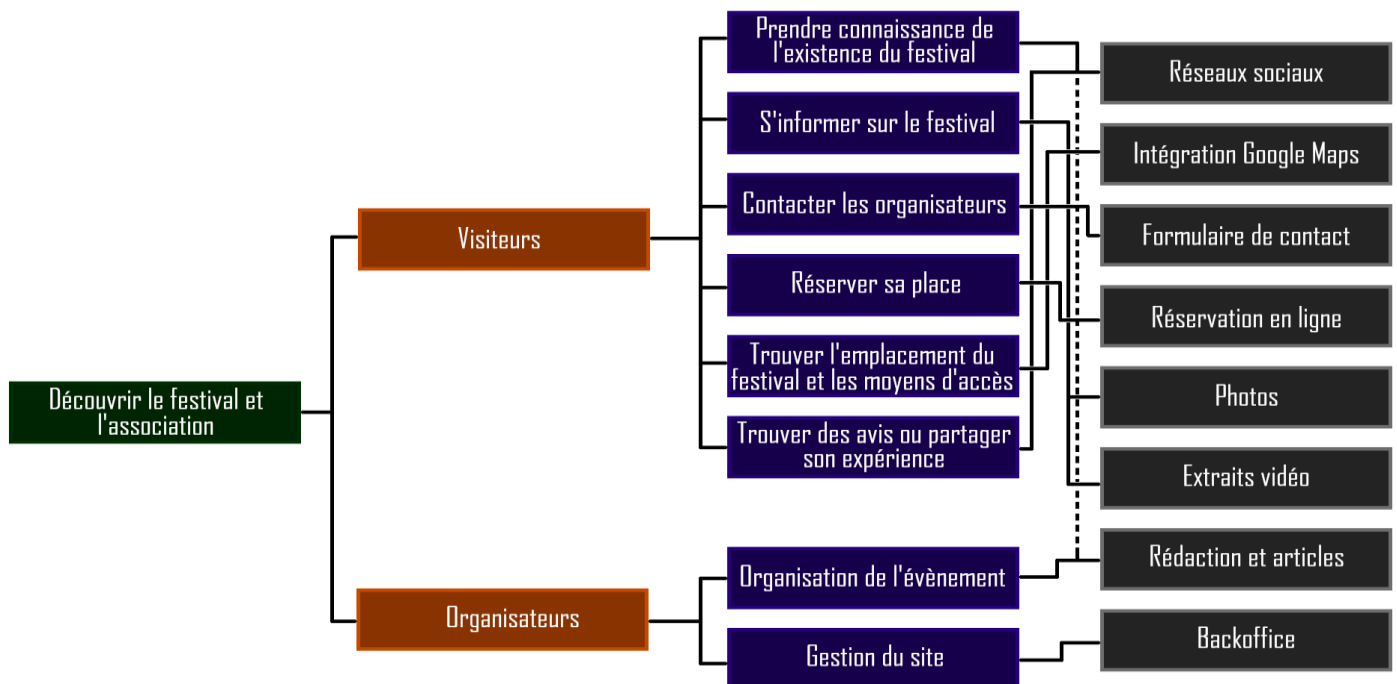 Découvrir le festival et
l'association
Visiteurs
Organisateurs
Prendre connaissance de
l'existence du festival
S'informer sur le festival
Contacter les organisateurs
Réserver sa place
Trouver l'emplacement du
festival et les moyens d'accès
Trouver des avis ou partager
son expérience
Organisation de l'évènement
Gestion du site
Réseaux sociaux
Intégration Google Maps
Formulaire de contact
Réservation en ligne
Photos
Extraits vidéo
Rédaction et articles
Backoffice